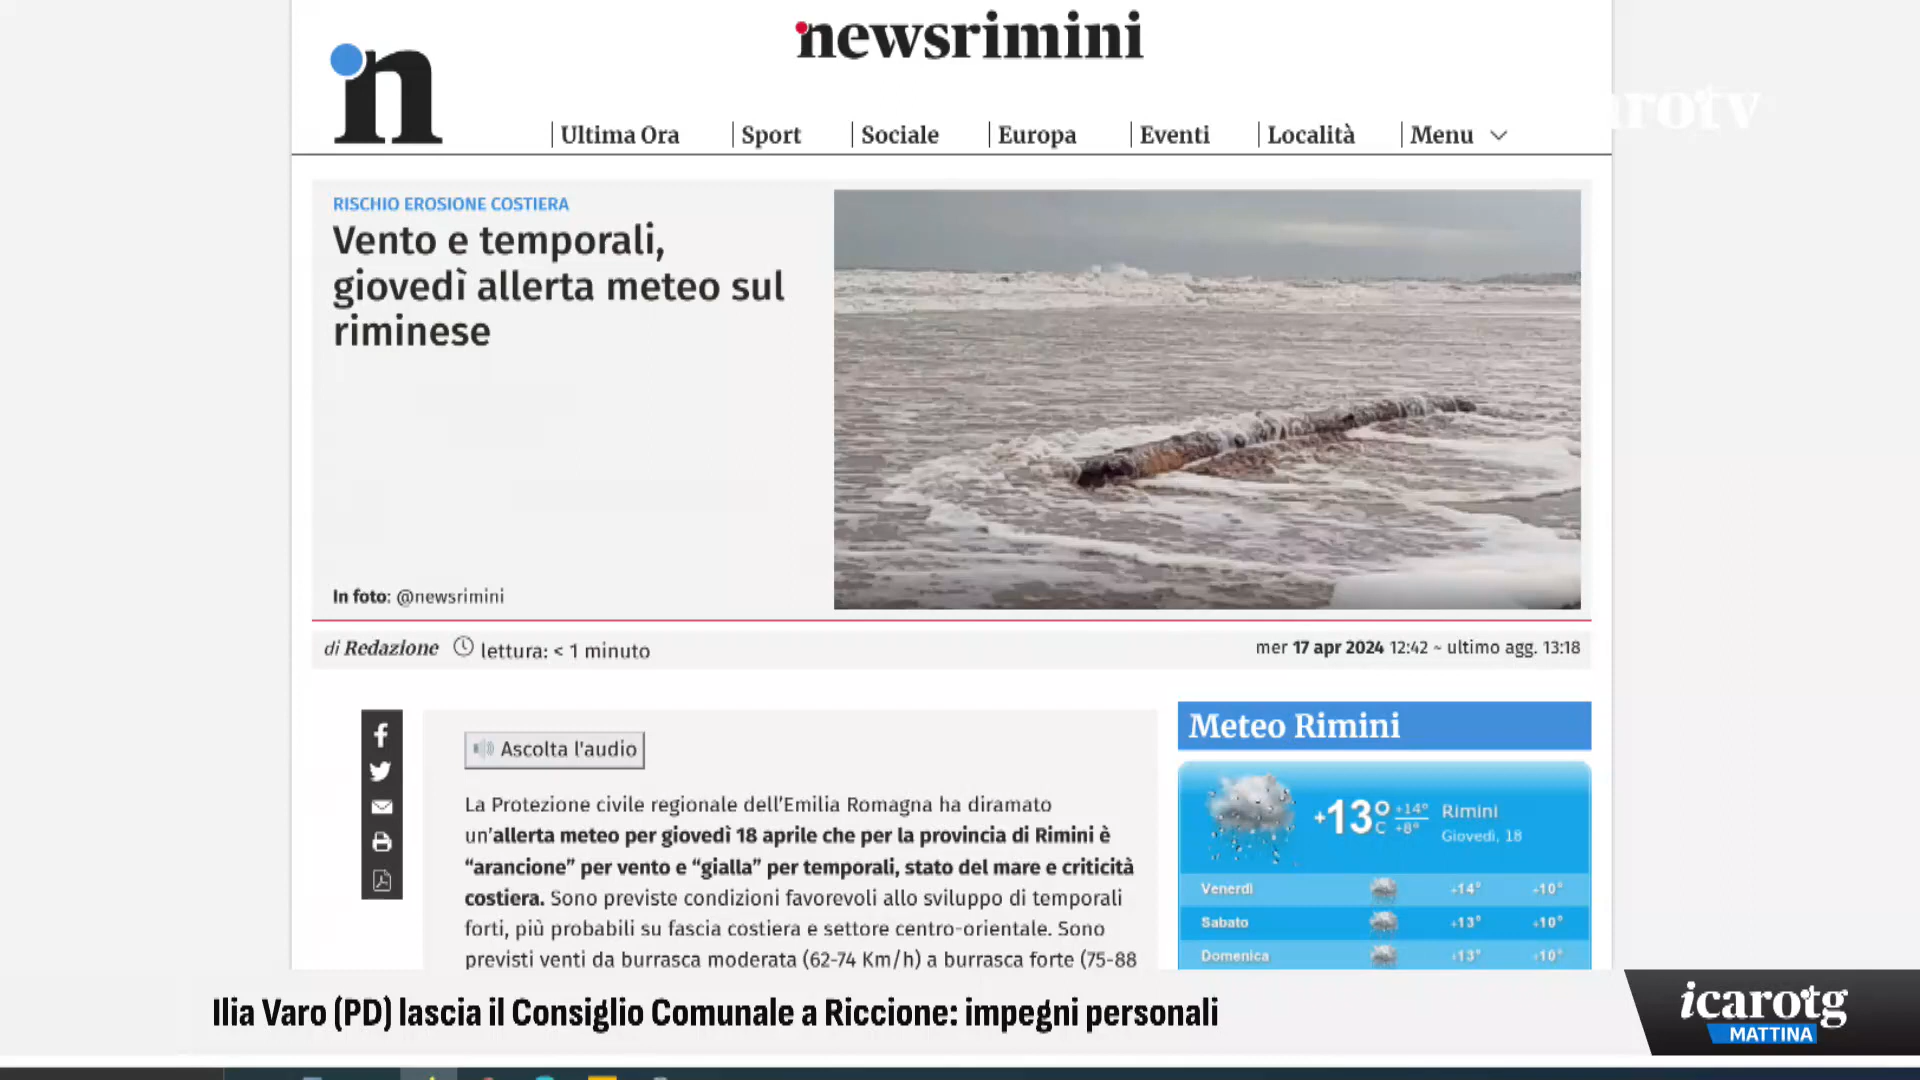 newsrimini
n
arotv
Ultima Ora
Sport
Sociale
Europa
Eventi
Località
Menu
RISCHIO EROSIONE COSTIERA
Vento e temporali,
giovedì allerta meteo sul
riminese
In foto: @newsrimini
di Redazione lettura: < 1 minuto
mer 17 apr 2024 12:42 ~ ultimo agg. 13:18
Ascolta l'audio
La Protezione civile regionale dell'Emilia Romagna ha diramato
un'allerta meteo per giovedì 18 aprile che per la provincia di Rimini è
“arancione” per vento e “gialla” per temporali, stato del mare e criticità
costiera. Sono previste condizioni favorevoli allo sviluppo di temporali
forti, più probabili su fascia costiera e settore centro-orientale. Sono
previsti venti da burrasca moderata (62-74 Km/h) a burrasca forte (75-88
Meteo Rimini
+13°C +14° +8°
Rimini
Giovedì, 18
Venerdì +14° +10°
Sabato +13° +10°
Domenica +13° +10°
Ilia Varo (PD) lascia il Consiglio Comunale a Riccione: impegni personali
icarotg
MATTINA